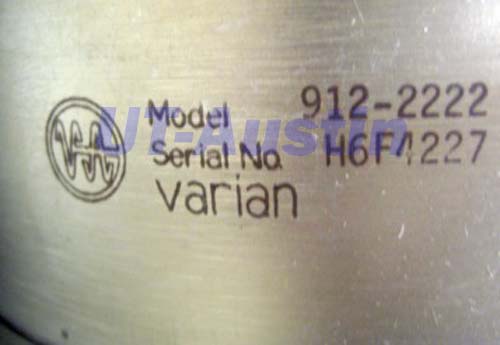 Model 912-2222
Serial No. H6F4227
varian
UT-Austin